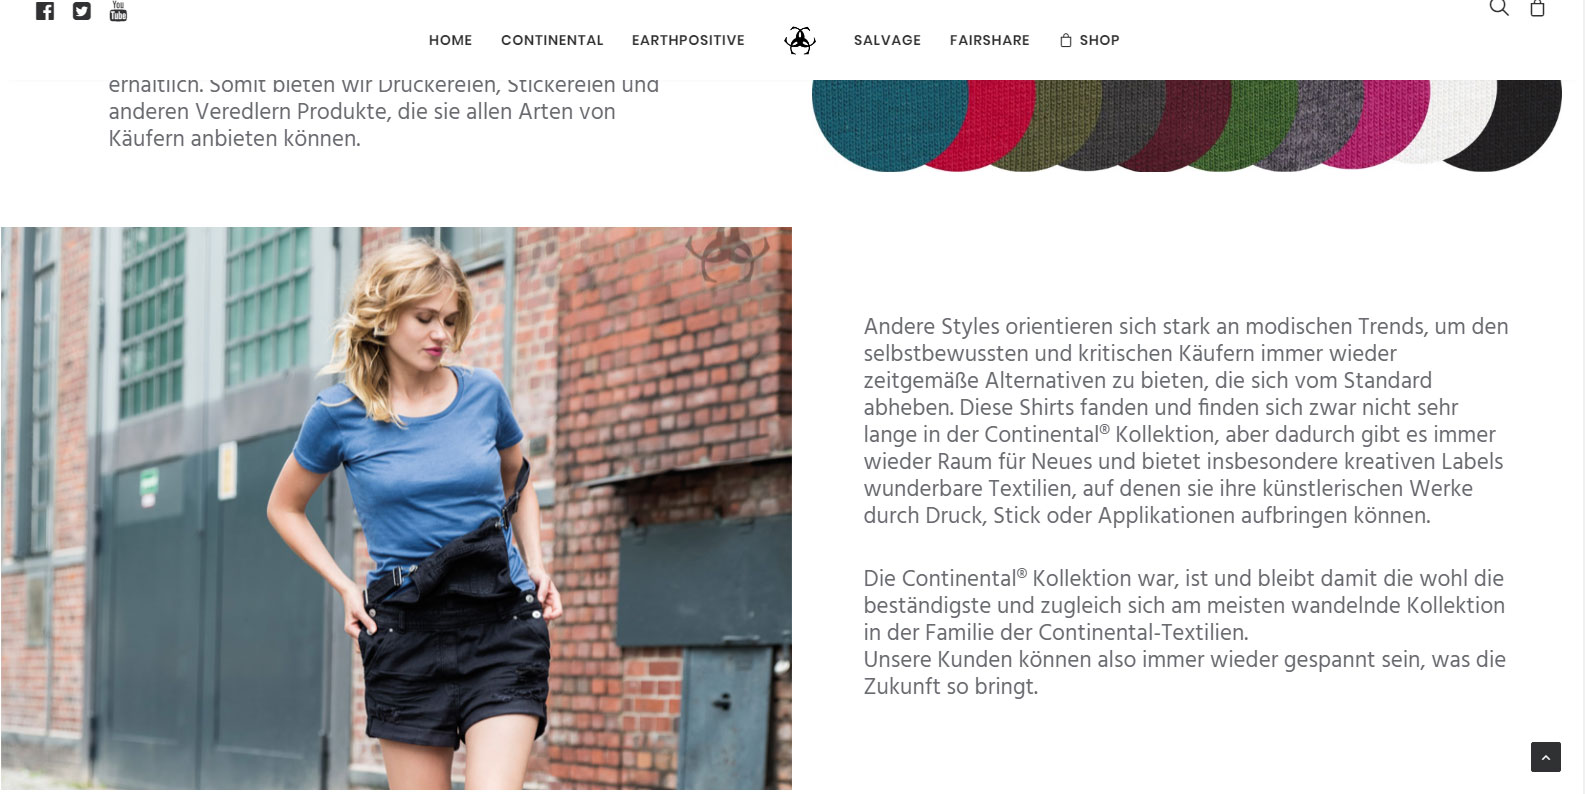 You
Tube
HOME
CONTINENTAL
EARTHPOSITIVE
SALVAGE
FAIRSHARE
SHOP
erhältlich. Somit bieten wir Druckereien, Stickereien und
anderen Veredlern Produkte, die sie allen Arten von
Käufern anbieten können.
Andere Styles orientieren sich stark an modischen Trends, um den
selbstbewussten und kritischen Käufern immer wieder
zeitgemäße Alternativen zu bieten, die sich vom Standard
abheben. Diese Shirts fanden und finden sich zwar nicht sehr
lange in der Continental® Kollektion, aber dadurch gibt es immer
wieder Raum für Neues und bietet insbesondere kreativen Labels
wunderbare Textilien, auf denen sie ihre künstlerischen Werke
durch Druck, Stick oder Applikationen aufbringen können.
Die Continental® Kollektion war, ist und bleibt damit die wohl die
beständigste und zugleich sich am meisten wandelnde Kollektion
in der Familie der Continental-Textilien.
Unsere Kunden können also immer wieder gespannt sein, was die
Zukunft so bringt.